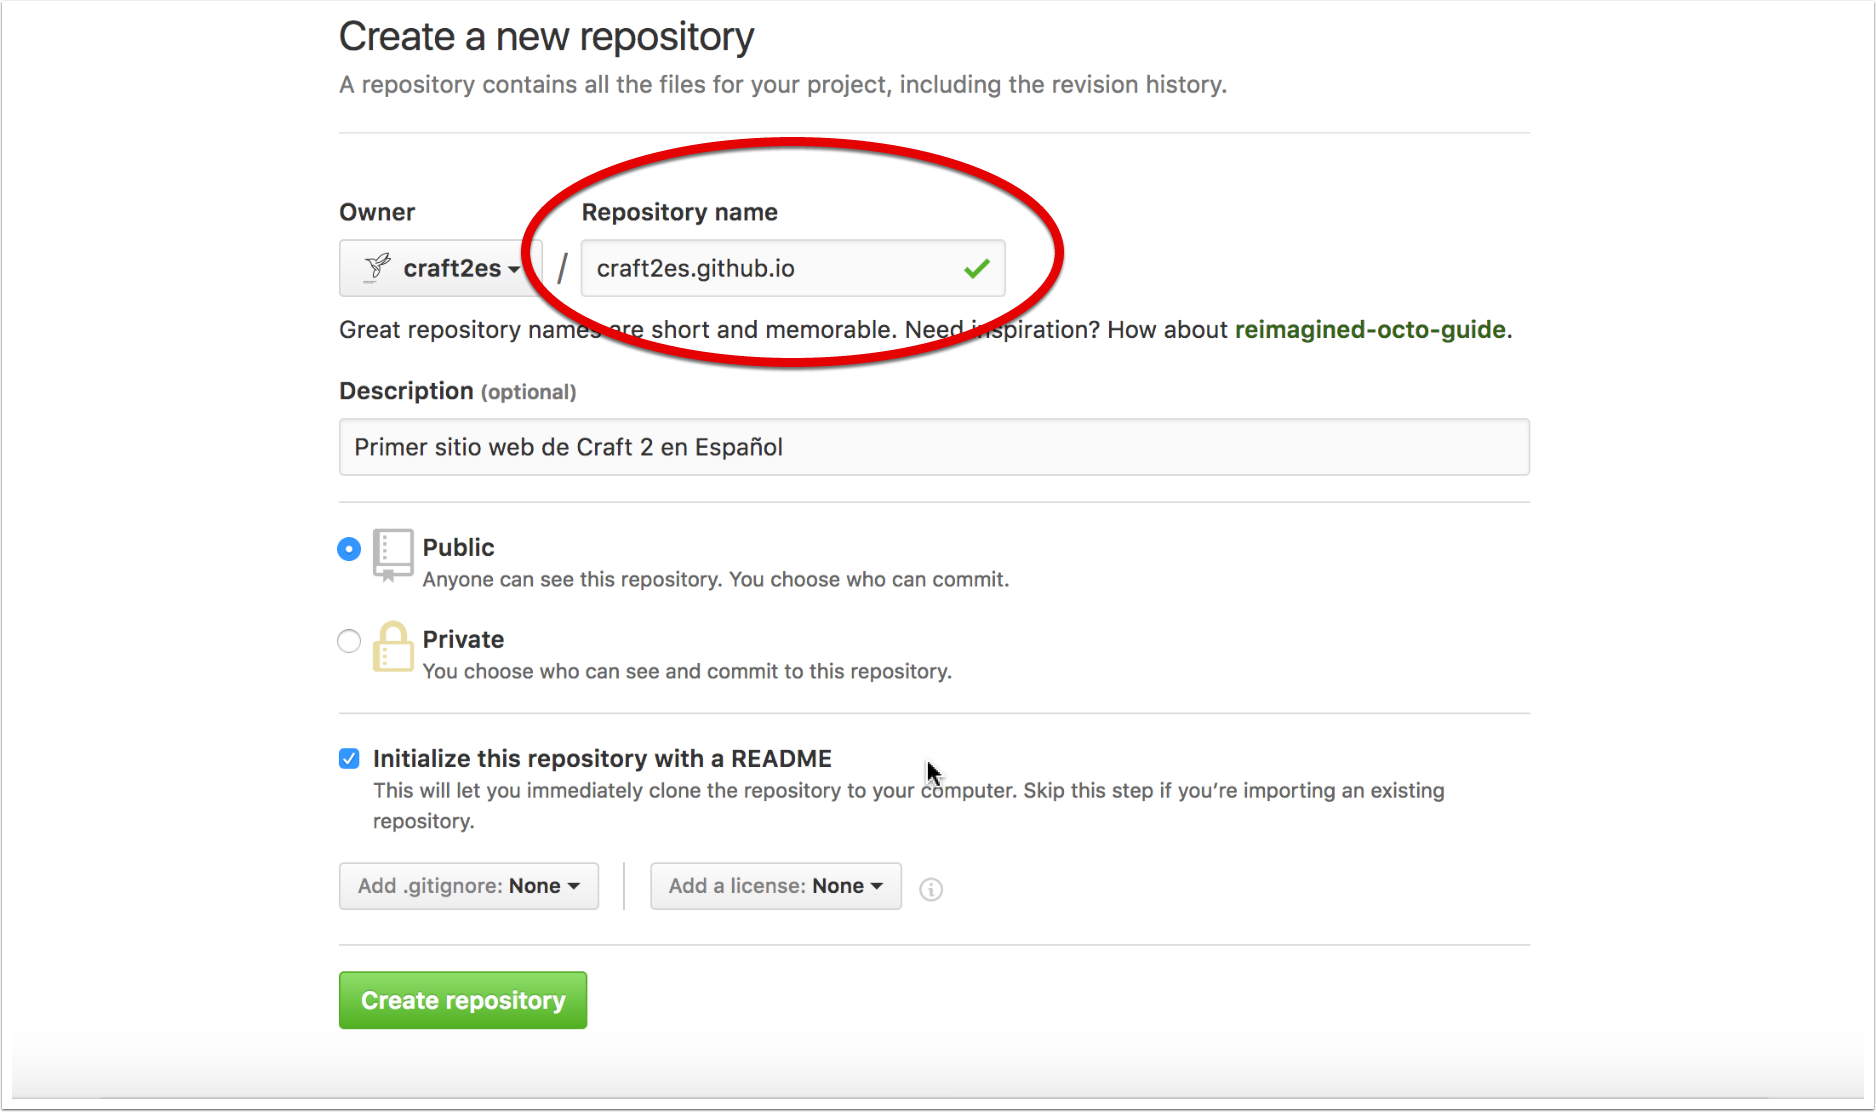 Create a new repository
A repository contains all the files for your project, including the revision history.
Owner
Repository name
craft2es
/
craft2es.github.io
Great repository names are short and memorable. Need inspiration? How about reimagined-octo-guide.
Description (optional)
Primer sitio web de Craft 2 en Español
Public
Anyone can see this repository. You choose who can commit.
Private
You choose who can see and commit to this repository.
Initialize this repository with a README
This will let you immediately clone the repository to your computer. Skip this step if you’re importing an existing
repository.
Add .gitignore: None
Add a license: None
Create repository